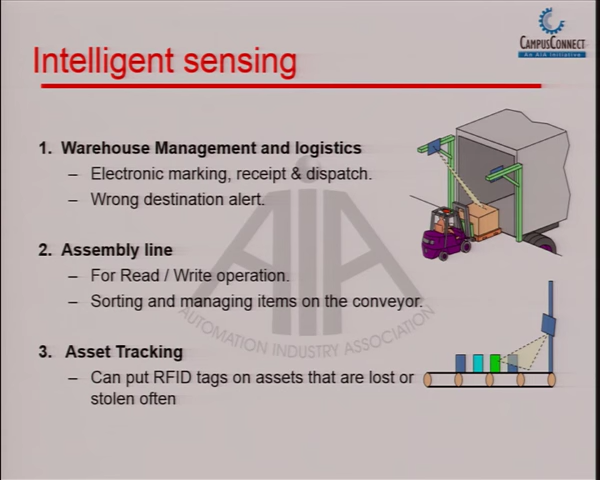 CAMPUSCONNECT
An AIA Initiative
Intelligent sensing
1. Warehouse Management and logistics
– Electronic marking, receipt & dispatch.
– Wrong destination alert.
2. Assembly line
– For Read / Write operation.
– Sorting and managing items on the conveyor.
3. Asset Tracking
– Can put RFID tags on assets that are lost or
stolen often
AIA
AUTOMATION INDUSTRY ASSOCIATION